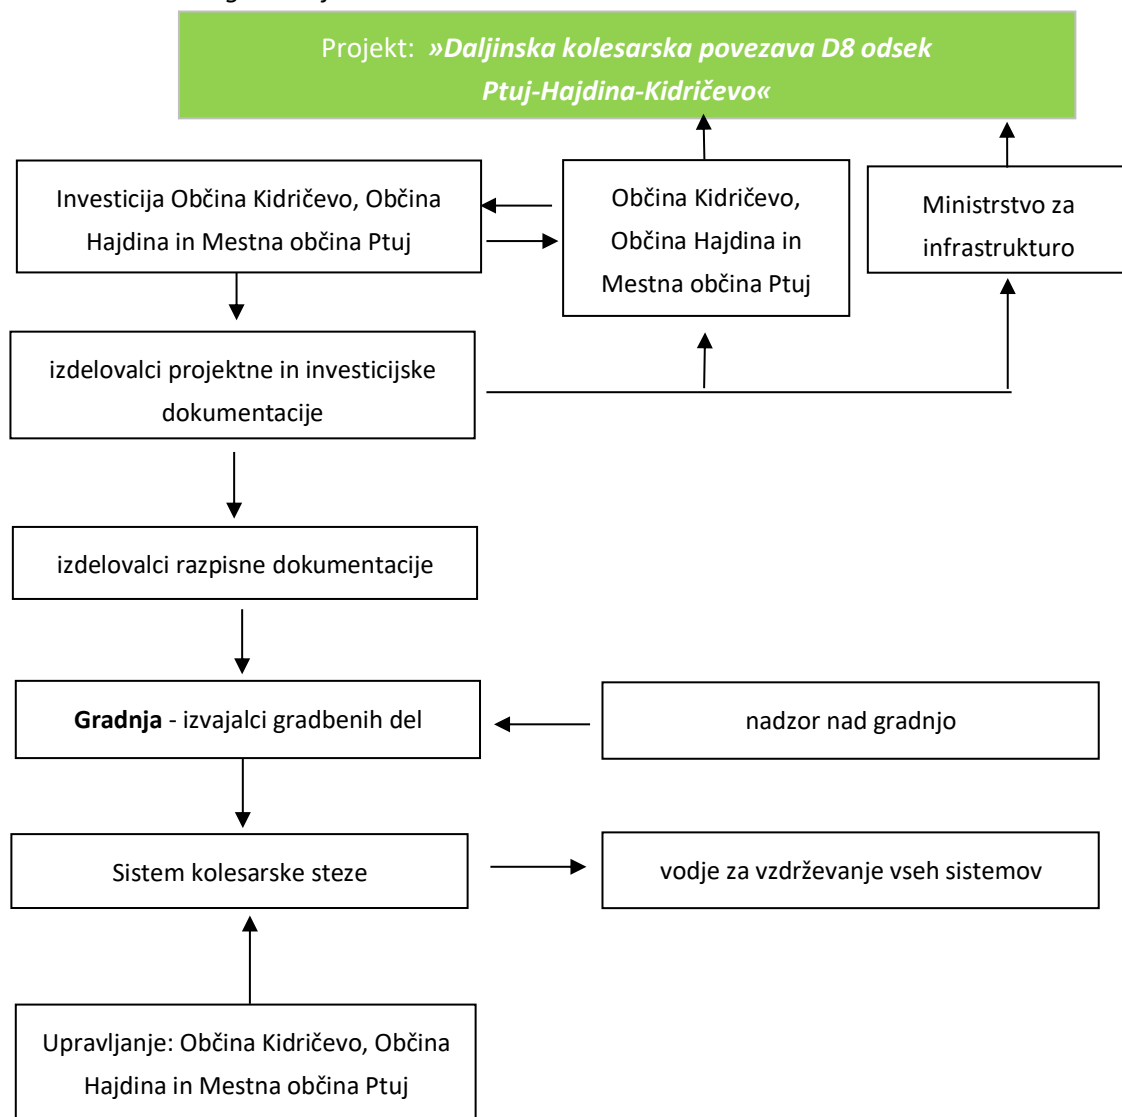 Projekt: »Daljinska kolesarska povezava D8 odsek
Ptuj-Hajdina-Kidričevo«
Investicija Občina Kidričevo, Občina
Hajdina in Mestna občina Ptuj
Občina Kidričevo,
Občina Hajdina in
Mestna občina Ptuj
Ministrstvo za
infrastrukturo
izdelovalci projektne in investicijske
dokumentacije
izdelovalci razpisne dokumentacije
Gradnja - izvajalci gradbenih del
nadzor nad gradnjo
Sistem kolesarske steze
vodje za vzdrževanje vseh sistemov
Upravljanje: Občina Kidričevo, Občina
Hajdina in Mestna občina Ptuj